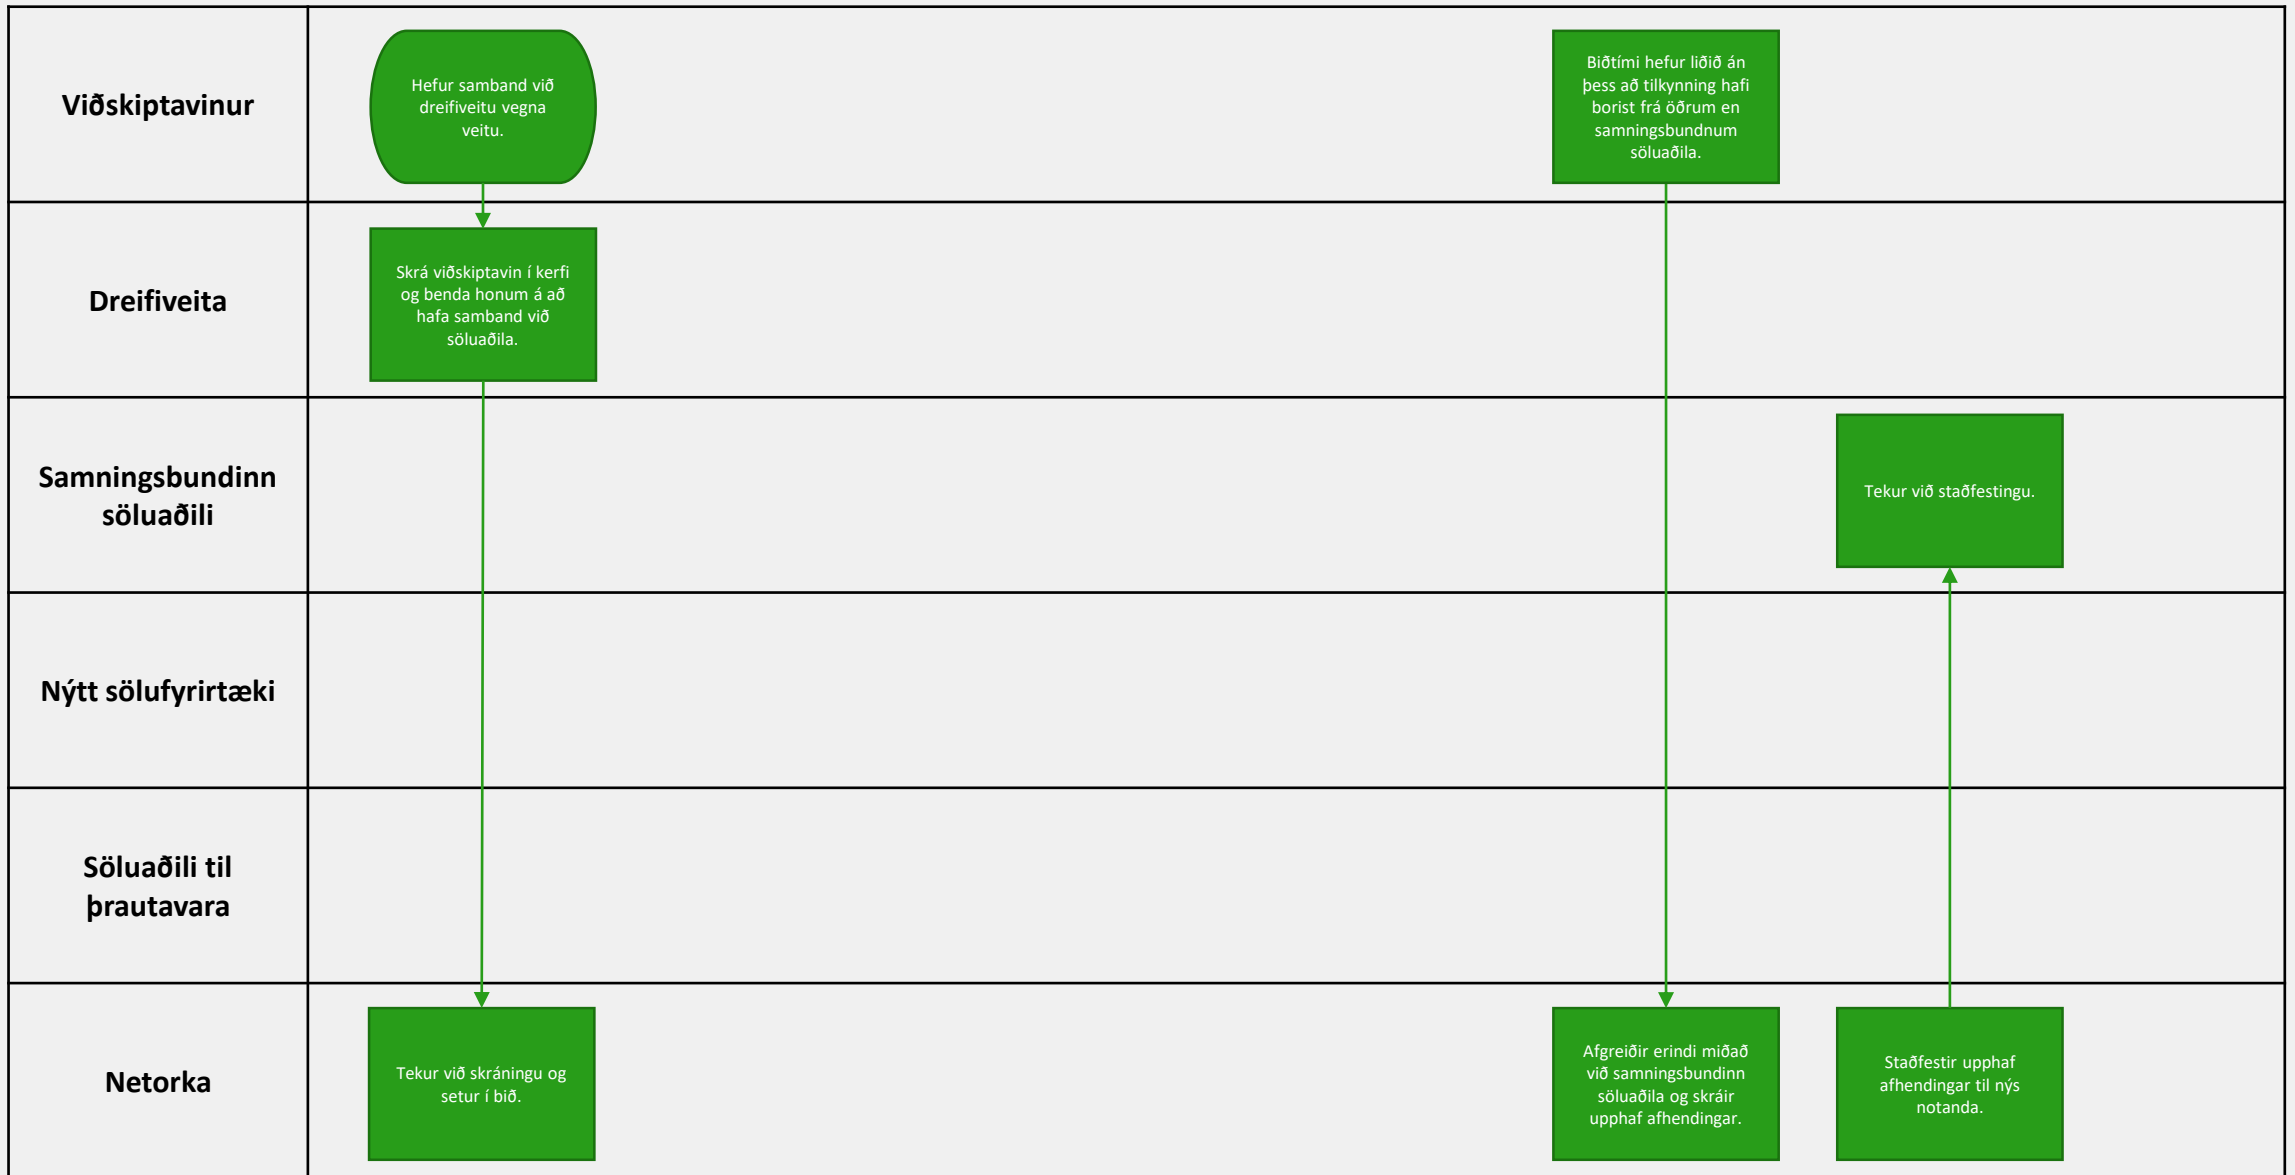 Viðskiptavinur
Hefur samband við
dreifiveitu vegna
veitu.
Biðtími hefur liðið án
þess að tilkynning hafi
borist frá öðrum en
samningsbundnum
söluaðila.
Dreifiveita
Skrá viðskiptavin í kerfi
og benda honum á að
hafa samband við
söluaðila.
Samningsbundinn
söluaðili
Tekur við staðfestingu.
Nýtt sölufyrirtæki
Söluaðili til
þrautavara
Netorka
Tekur við skráningu og
setur í bið.
Afgreiðir erindi miðað
við samningsbundinn
söluaðila og skráir
upphaf afhendingar.
Staðfestir upphaf
afhendingar til nýs
notanda.